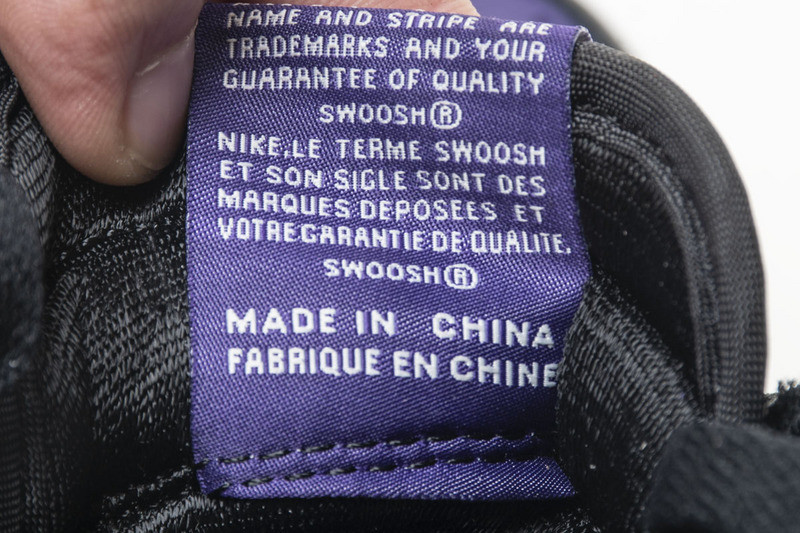 NAME AND STRIPE ARE
TRADEMARKS AND YOUR
GUARANTEE OF QUALITY
SWOOSH®
NIKE,LE TERME SWOOSH
ET SON SIGLE SONT DES
MARQUES DEPOSEES ET
VOTRE GARANTIE DE QUALITE.
SWOOSH®
MADE IN CHINA
FABRIQUE EN CHINE